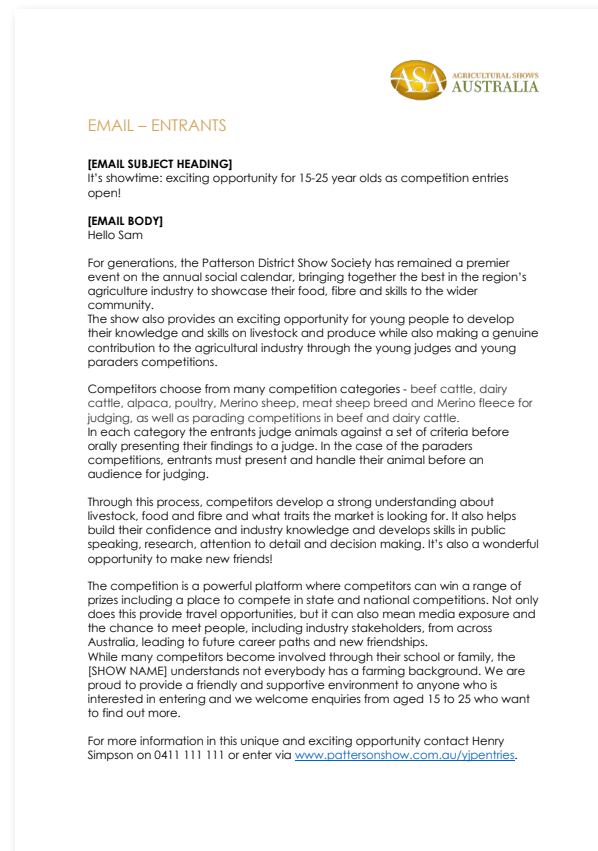 ASA AGRICULTURAL SHOWS
AUSTRALIA
EMAIL – ENTRANTS
[EMAIL SUBJECT HEADING]
It's showtime: exciting opportunity for 15-25 year olds as competition entries
open!
[EMAIL BODY]
Hello Sam
For generations, the Patterson District Show Society has remained a premier
event on the annual social calendar, bringing together the best in the region's
agriculture industry to showcase their food, fibre and skills to the wider
community.
The show also provides an exciting opportunity for young people to develop
their knowledge and skills on livestock and produce while also making a genuine
contribution to the agricultural industry through the young judges and young
paraders competitions.
Competitors choose from many competition categories - beef cattle, dairy
cattle, alpaca, poultry, Merino sheep, meat sheep breed and Merino fleece for
judging, as well as parading competitions in beef and dairy cattle.
In each category the entrants judge animals against a set of criteria before
orally presenting their findings to a judge. In the case of the paraders
competitions, entrants must present and handle their animal before an
audience for judging.
Through this process, competitors develop a strong understanding about
livestock, food and fibre and what traits the market is looking for. It also helps
build their confidence and industry knowledge and develops skills in public
speaking, research, attention to detail and decision making. It's also a wonderful
opportunity to make new friends!
The competition is a powerful platform where competitors can win a range of
prizes including a place to compete in state and national competitions. Not only
does this provide travel opportunities, but it can also mean media exposure and
the chance to meet people, including industry stakeholders, from across
Australia, leading to future career paths and new friendships.
While many competitors become involved through their school or family, the
[SHOW NAME] understands not everybody has a farming background. We are
proud to provide a friendly and supportive environment to anyone who is
interested in entering and we welcome enquiries from aged 15 to 25 who want
to find out more.
For more information in this unique and exciting opportunity contact Henry
Simpson on 0411 111 111 or enter via www.pattersonshow.com.au/yjpentries.